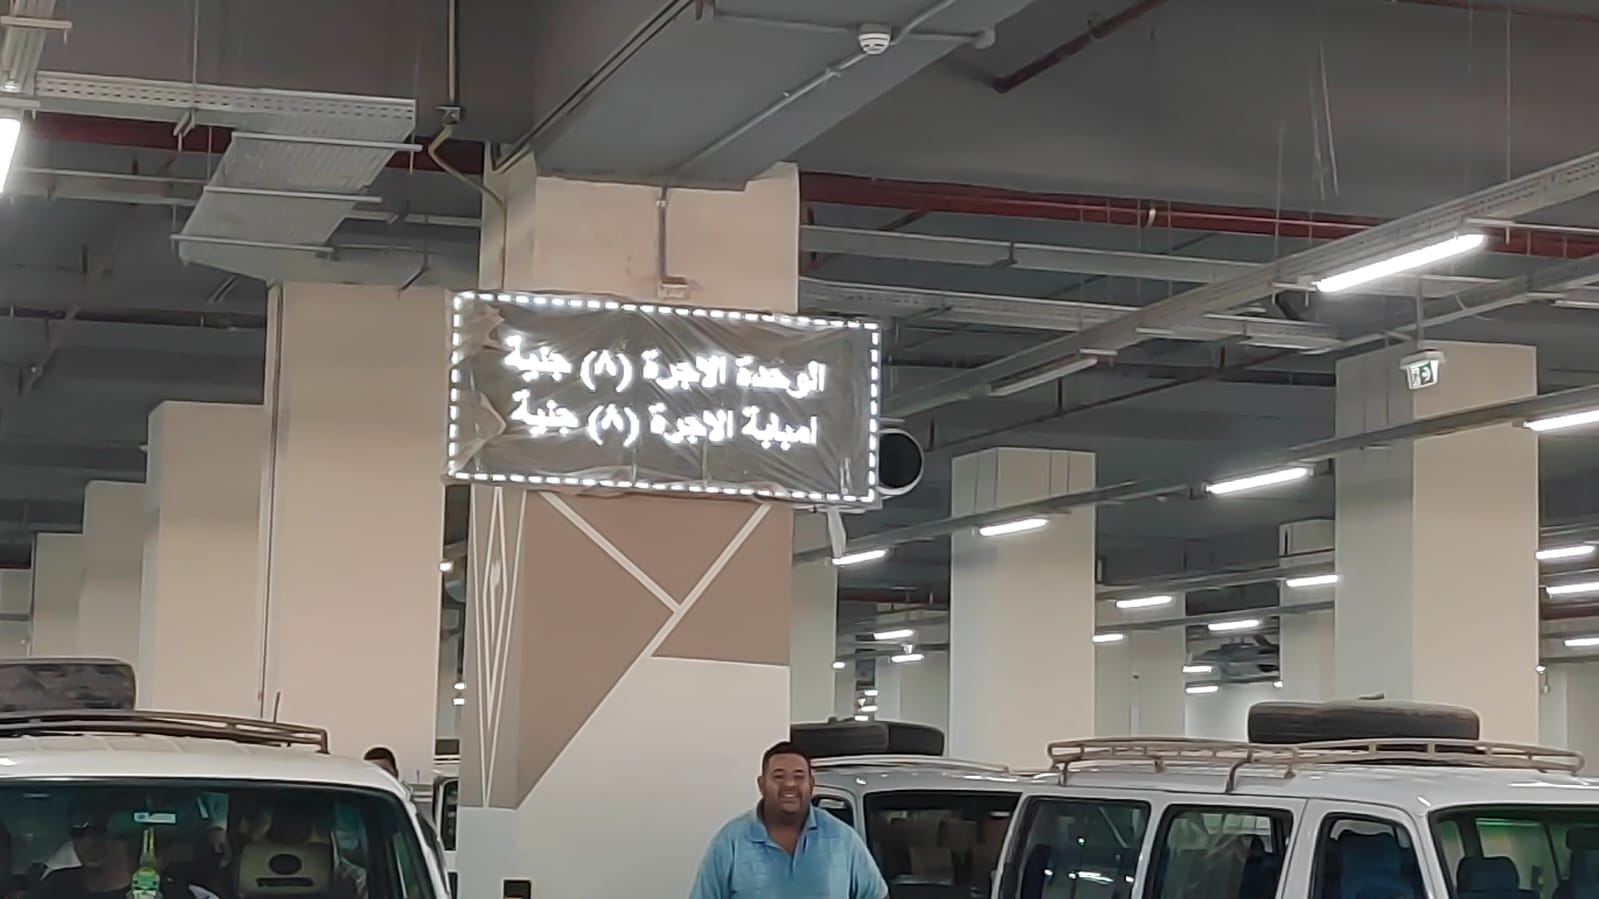 الوحدة الاجرة (٨) جنية
امبابة الاجرة (٨) جنية